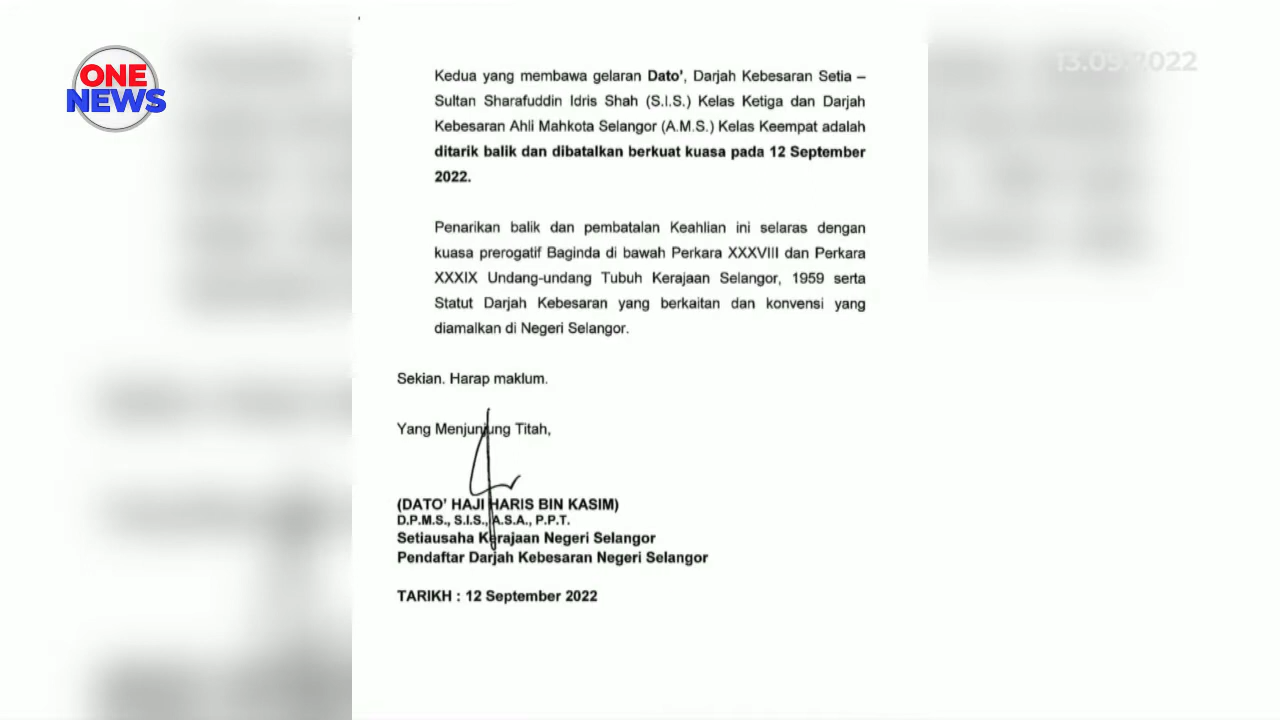 ONE
NEWS
13.09.2022
Kedua yang membawa gelaran Dato', Darjah Kebesaran Setia –
Sultan Sharafuddin Idris Shah (S.I.S.) Kelas Ketiga dan Darjah
Kebesaran Ahli Mahkota Selangor (A.M.S.) Kelas Keempat adalah
ditarik balik dan dibatalkan berkuat kuasa pada 12 September
2022.
Penarikan balik dan pembatalan Keahlian ini selaras dengan
kuasa prerogatif Baginda di bawah Perkara XXXVIII dan Perkara
XXXIX Undang-undang Tubuh Kerajaan Selangor, 1959 serta
Statut Darjah Kebesaran yang berkaitan dan konvensi yang
diamalkan di Negeri Selangor.
Sekian. Harap maklum.
Yang Menjunjung Titah,
(DATO' HAJI HARIS BIN KASIM)
D.P.M.S., S.I.S., A.S.A., P.P.T.
Setiausaha Kerajaan Negeri Selangor
Pendaftar Darjah Kebesaran Negeri Selangor
TARIKH : 12 September 2022